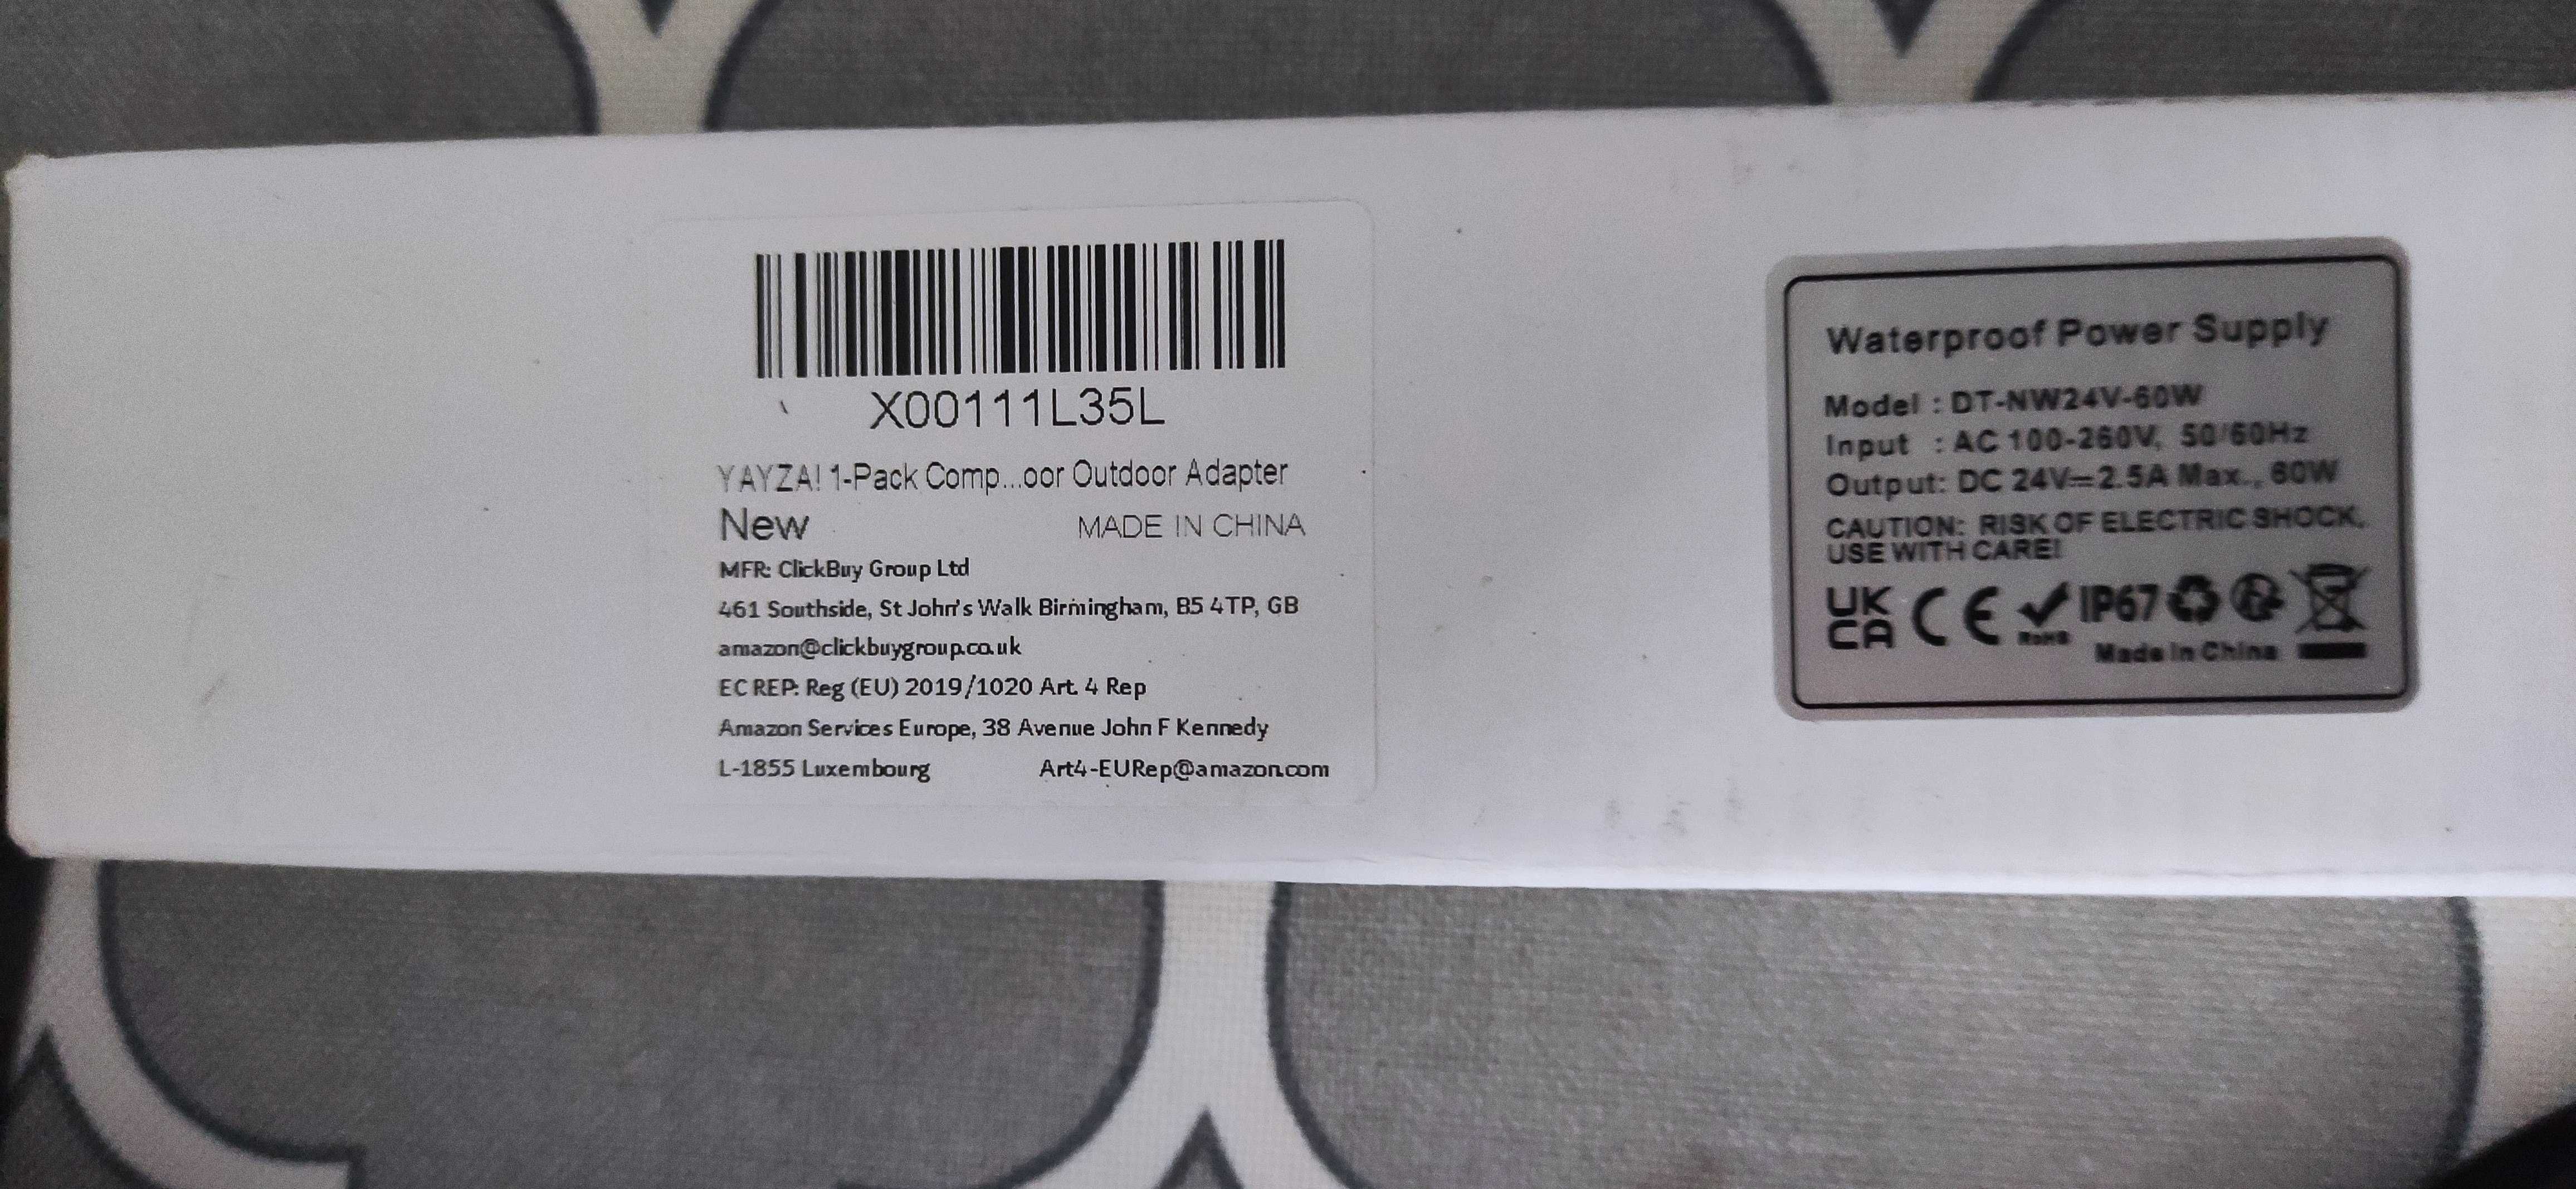 X00111L35L
YAYZA! 1-Pack Comp...oor Outdoor Adapter
New MADE IN CHINA
MFR: ClickBuy Group Ltd
461 Southside, St John's Walk Birmingham, B5 4TP, GB
amazon@clickbuygroup.co.uk
EC REP: Reg (EU) 2019/1020 Art. 4 Rep
Amazon Services Europe, 38 Avenue John F Kennedy
L-1855 Luxembourg Art4-EURep@amazon.com
Waterproof Power Supply
Model : DT-NW24V-60W
Input : AC 100-260V, 50/60Hz
Output: DC 24V⎓2.5A Max., 60W
CAUTION: RISK OF ELECTRIC SHOCK,
USE WITH CARE!
UK
CA CE RoHS IP67
Made In China